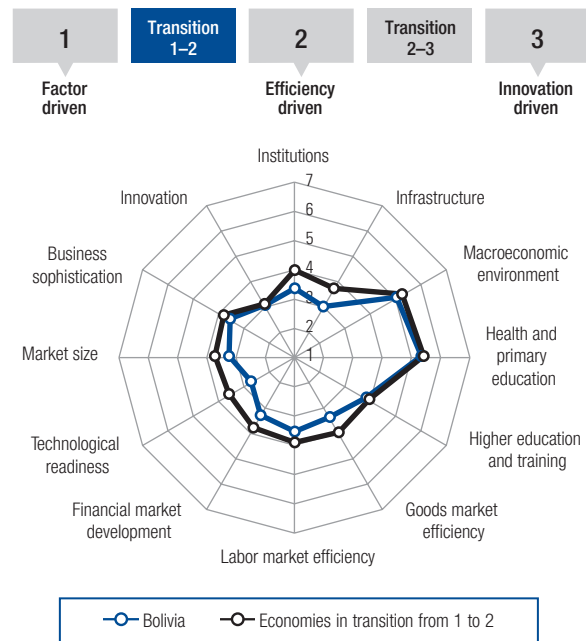 1
Transition
1–2
2
Transition
2–3
3
Factor
driven
Efficiency
driven
Innovation
driven
Institutions
7
Innovation
Infrastructure
6
5
Business
sophistication
Macroeconomic
environment
4
3
2
Market size
1
Health and
primary
education
Technological
readiness
Higher education
and training
Financial market
development
Goods market
efficiency
Labor market efficiency
Bolivia
Economies in transition from 1 to 2